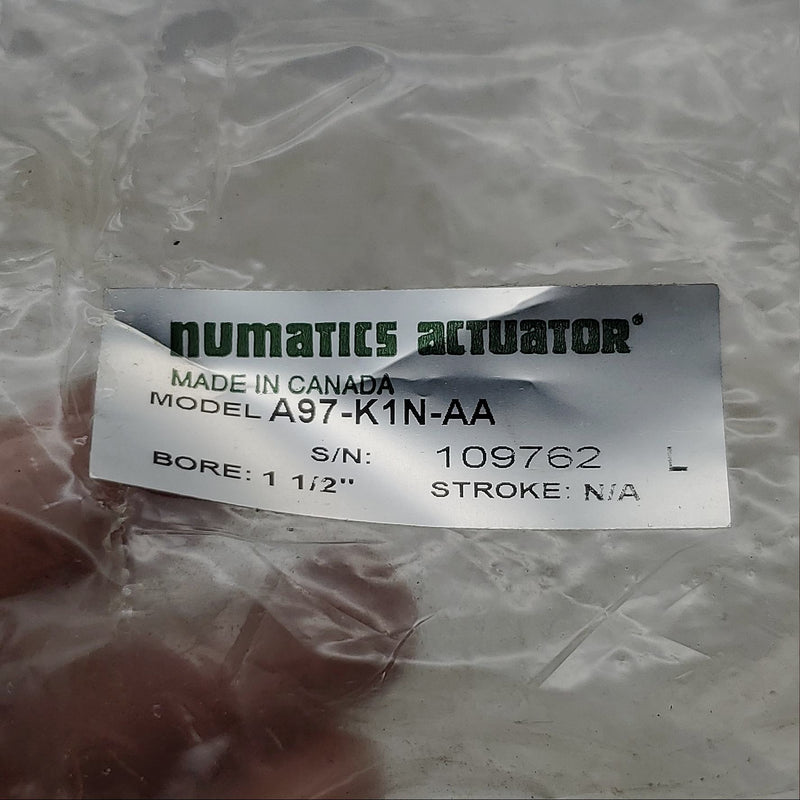 numatics actuator®
MADE IN CANADA
MODEL A97-K1N-AA
S/N: 109762 L
BORE: 1 1/2" STROKE: N/A